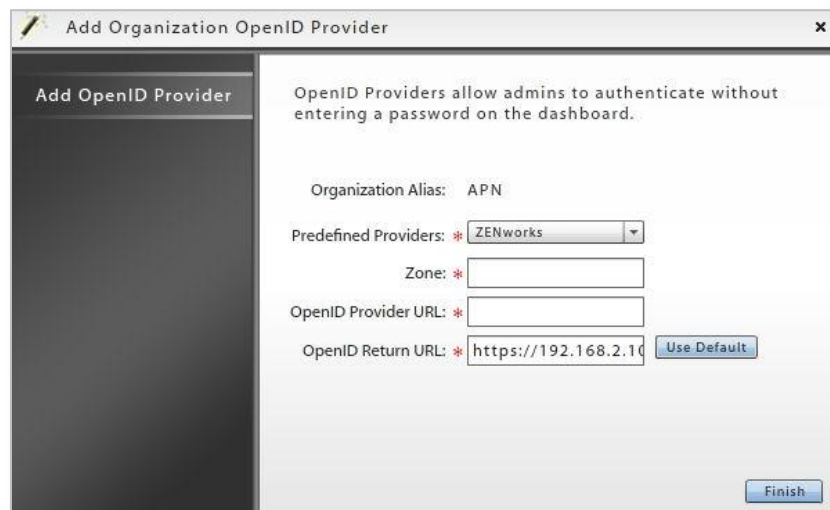 Add Organization OpenID Provider
Add OpenID Provider
OpenID Providers allow admins to authenticate without
entering a password on the dashboard.
Organization Alias: APN
Predefined Providers: * ZENworks
Zone: *
OpenID Provider URL: *
OpenID Return URL: * https://192.168.2.10 Use Default
Finish